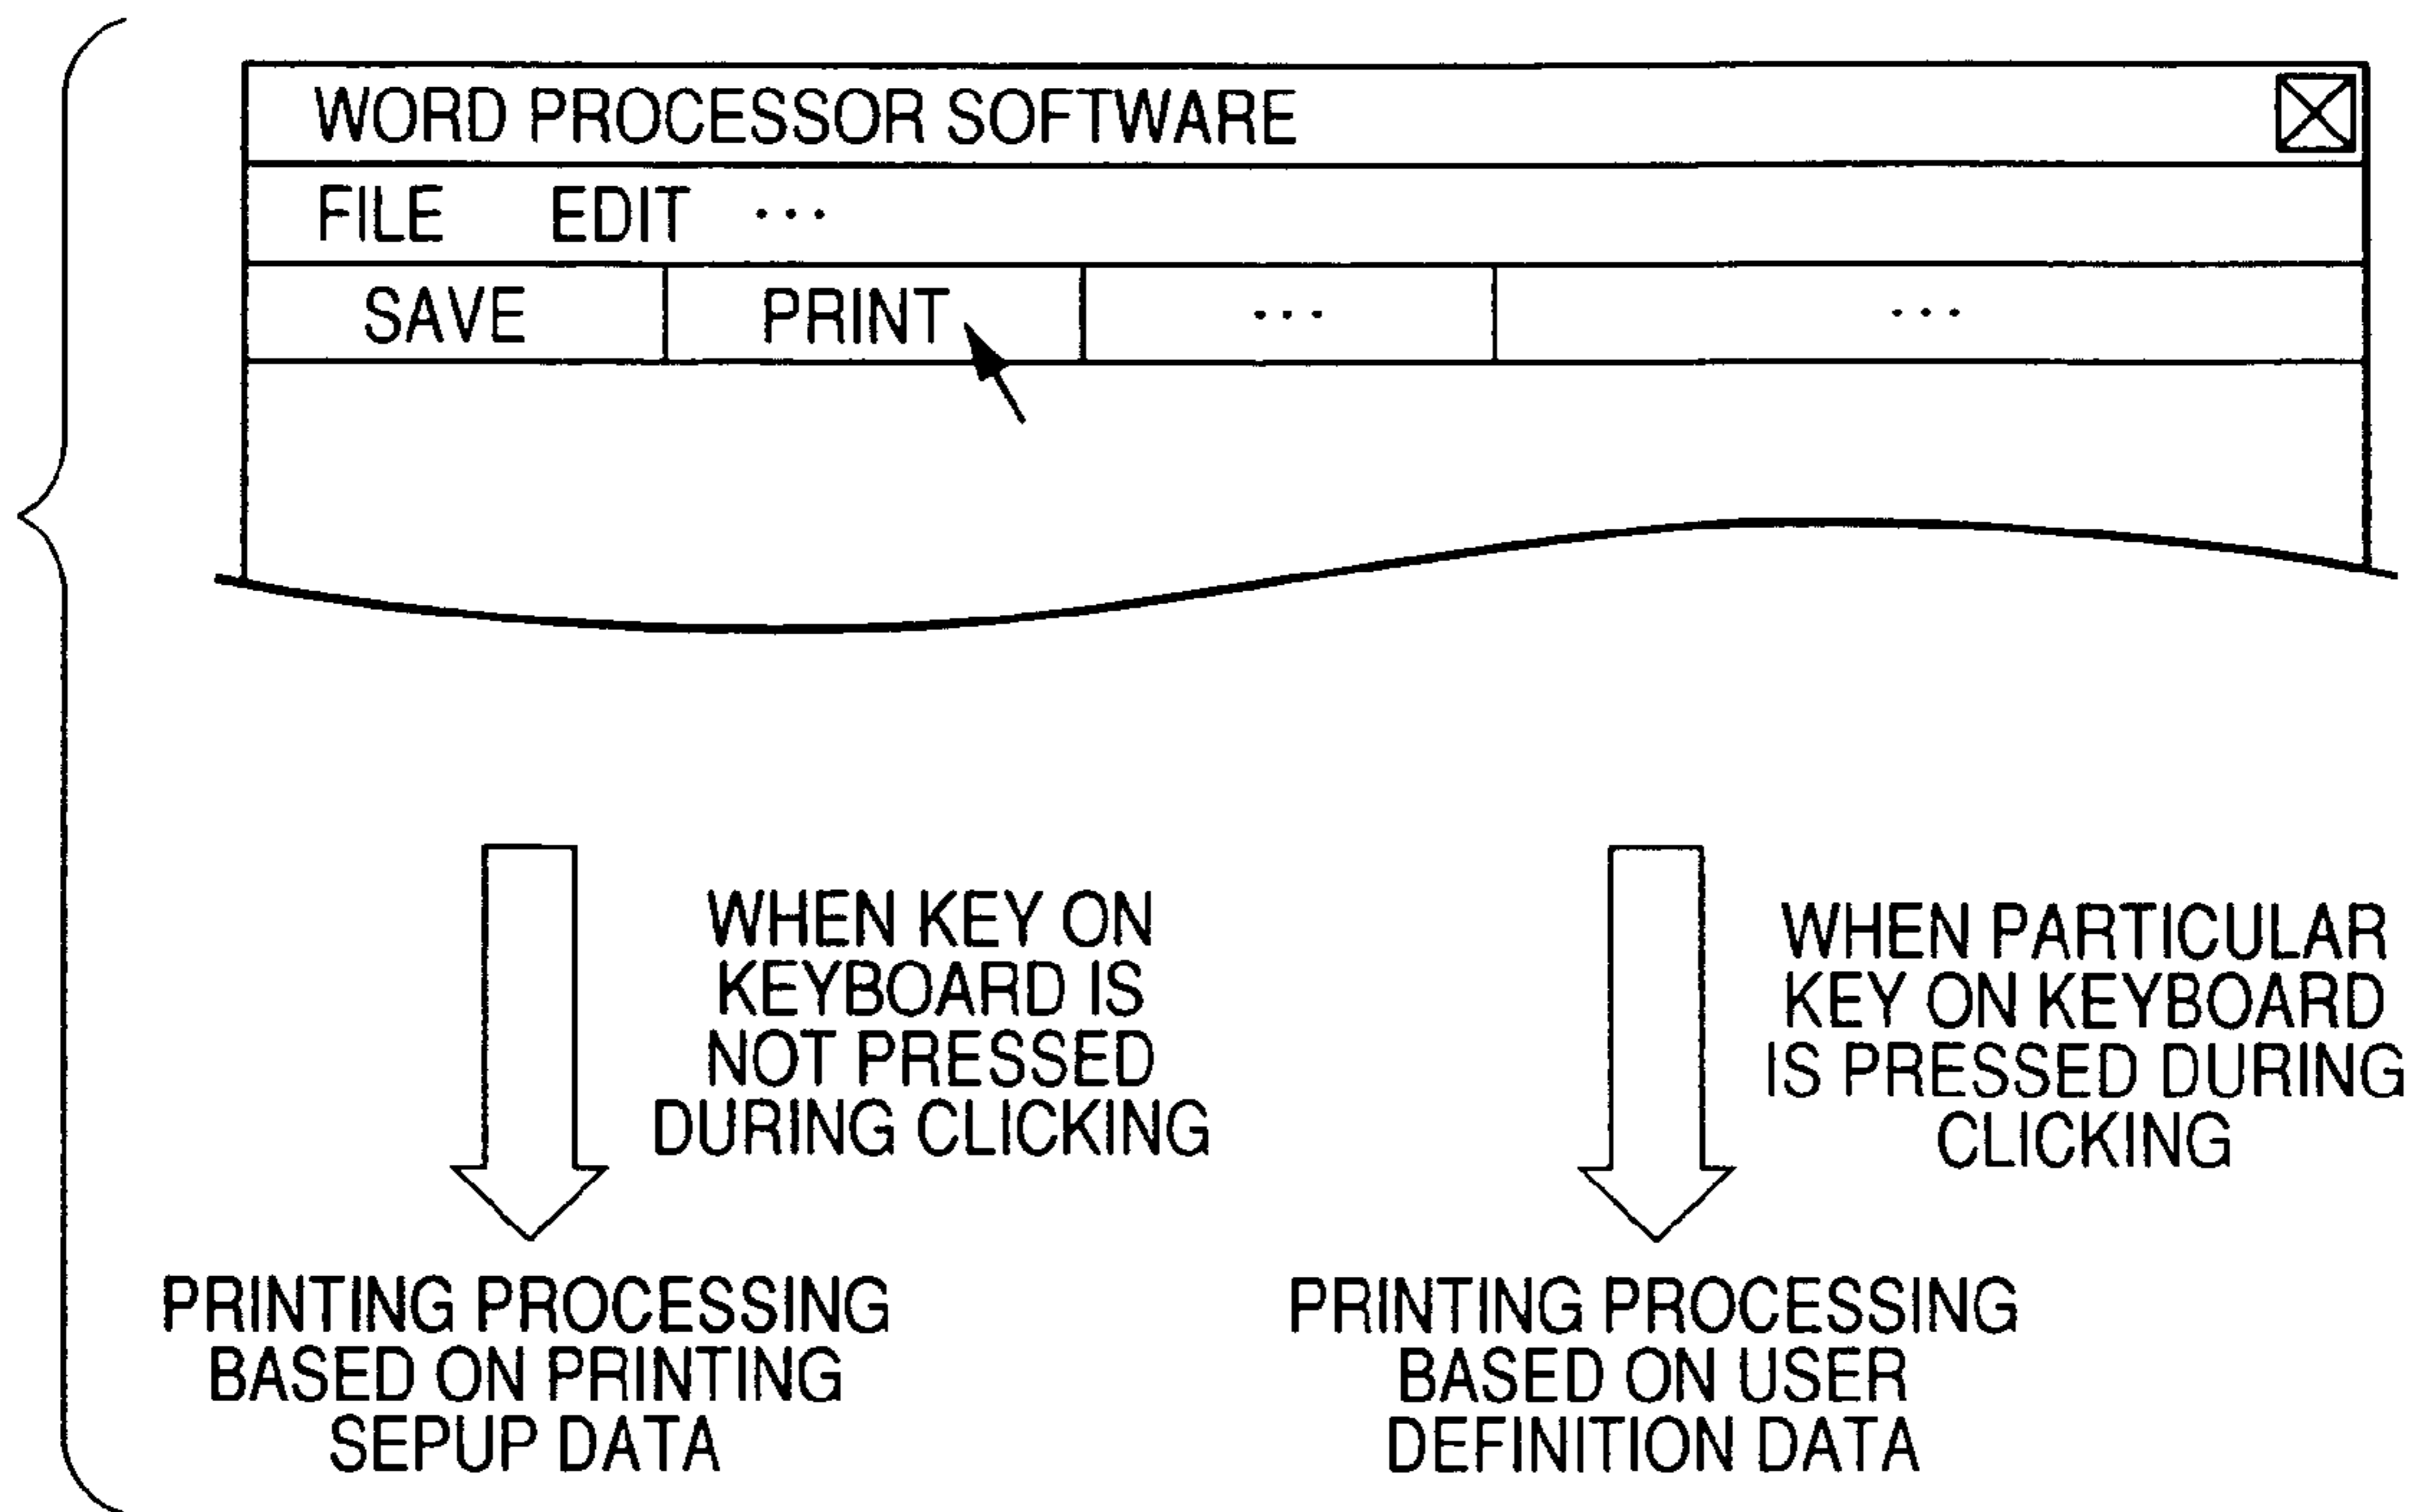 WORD PROCESSOR SOFTWARE
FILE EDIT ...
SAVE PRINT ... ...
WHEN KEY ON
KEYBOARD IS
NOT PRESSED
DURING CLICKING
WHEN PARTICULAR
KEY ON KEYBOARD
IS PRESSED DURING
CLICKING
PRINTING PROCESSING
BASED ON PRINTING
SEPUP DATA
PRINTING PROCESSING
BASED ON USER
DEFINITION DATA